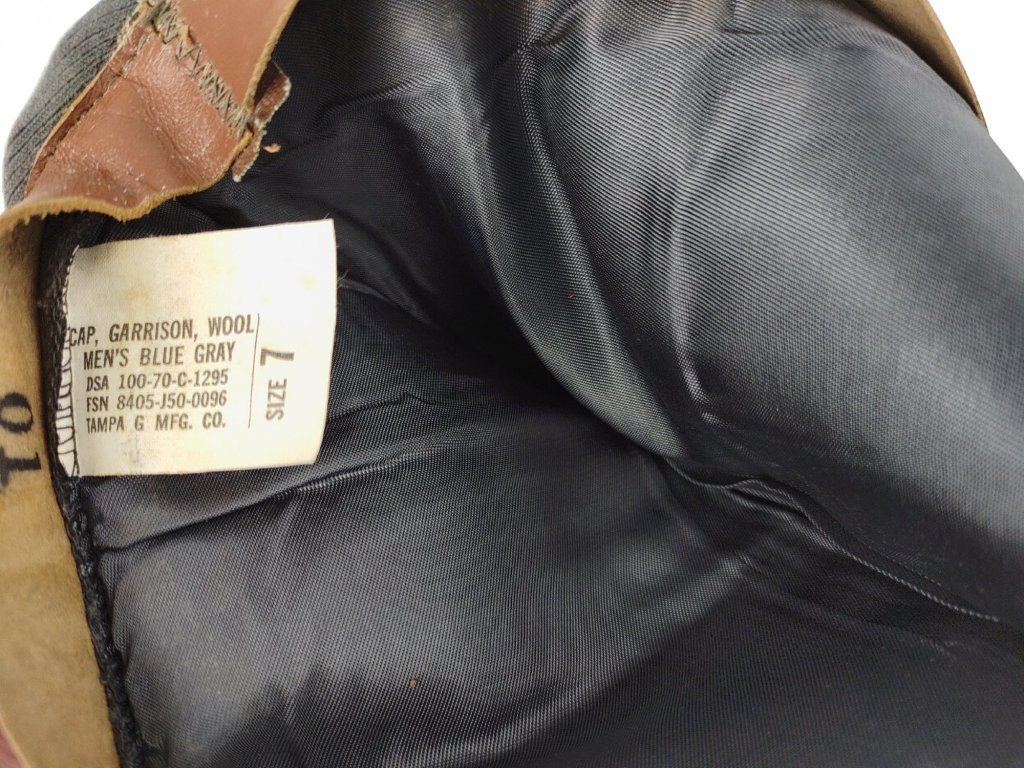 CAP, GARRISON, WOOL
MEN'S BLUE GRAY
DSA 100-70-C-1295
FSN 8405-J50-0096
TAMPA G MFG. CO.
SIZE 7
TO